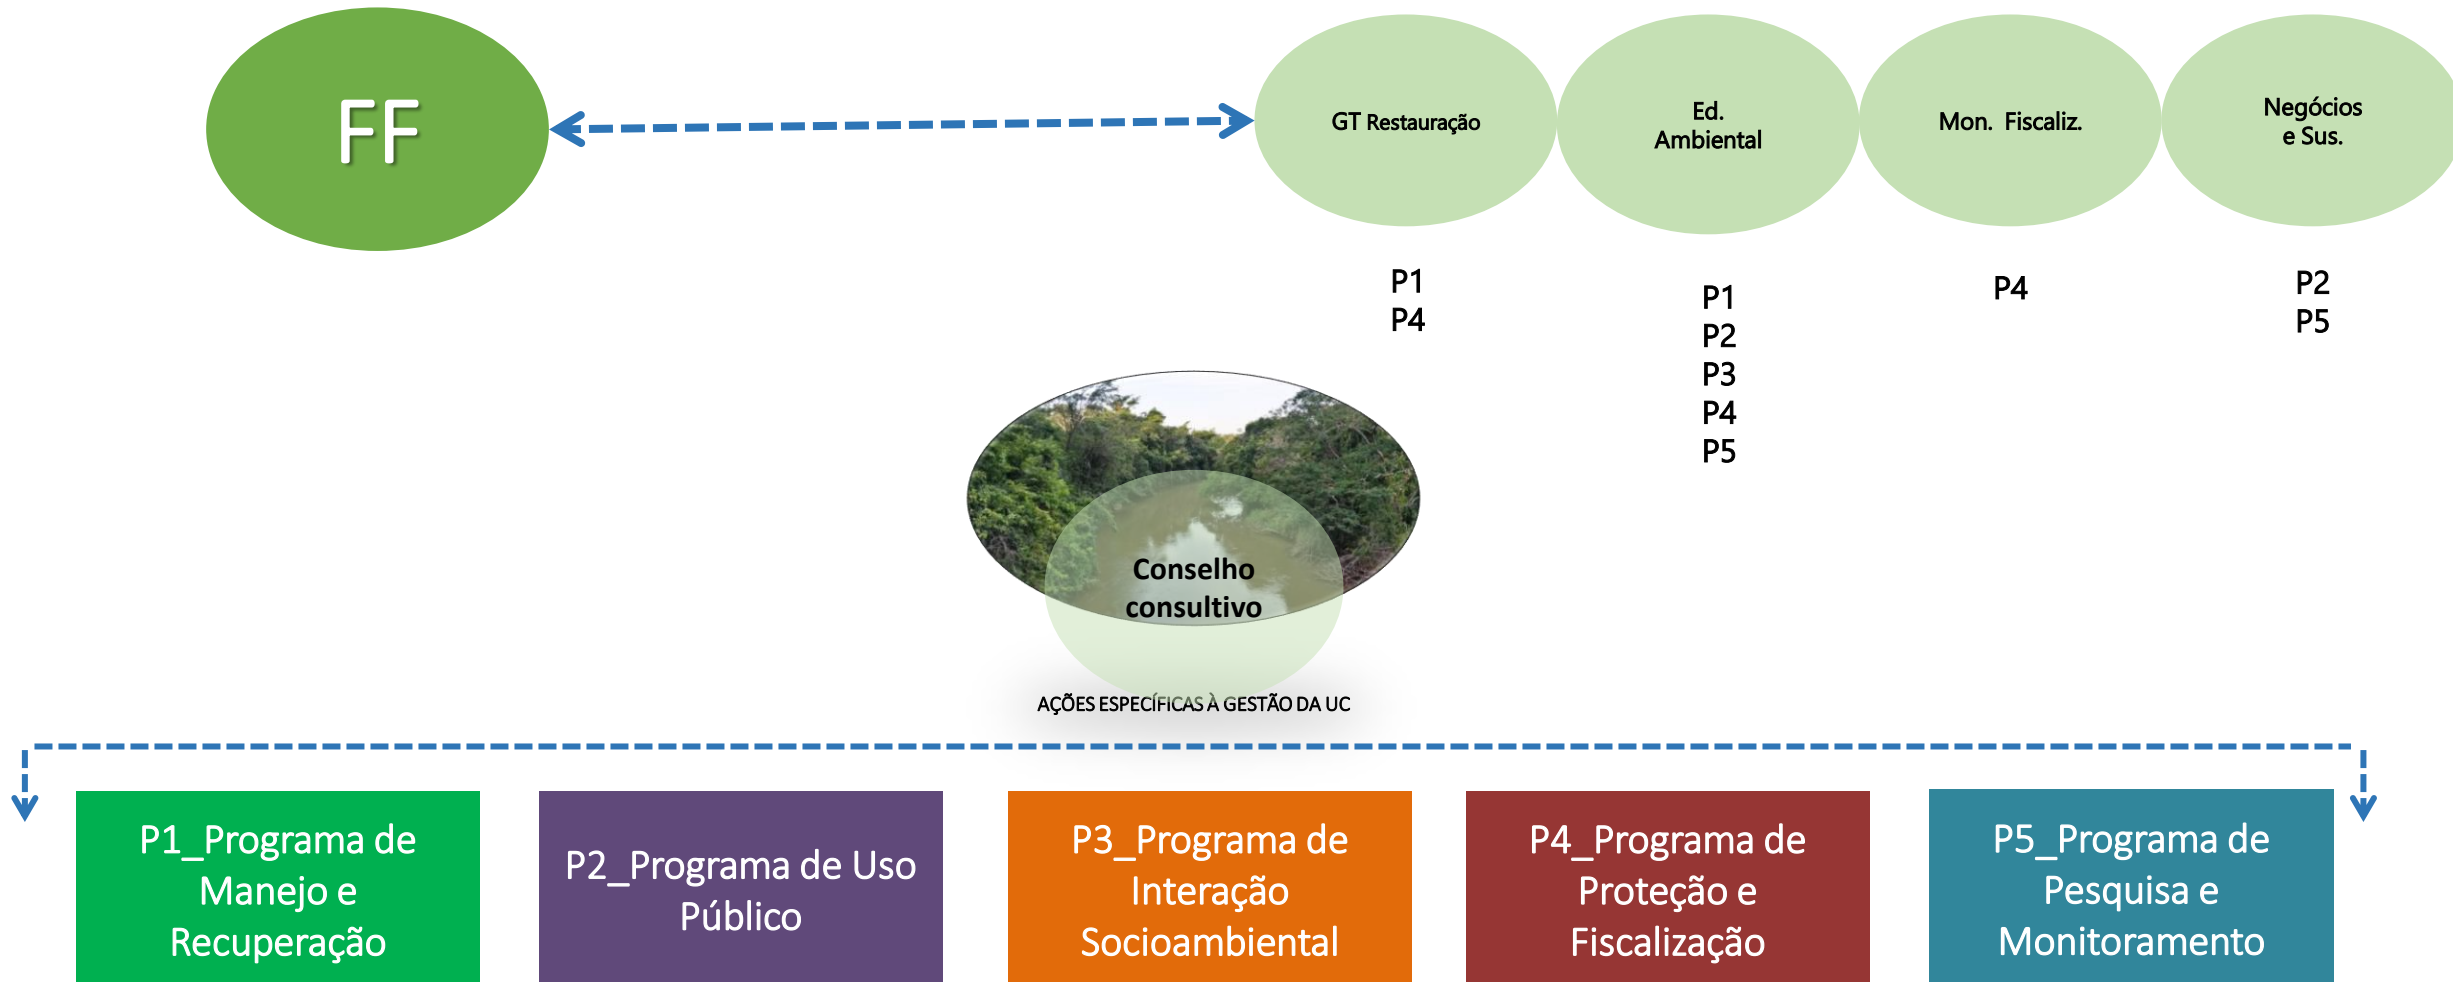 FF
GT Restauração
Ed.
Ambiental
Mon. Fiscaliz.
Negócios
e Sus.
P1
P4
P1
P2
P3
P4
P5
P4
P2
P5
Conselho
consultivo
AÇÕES ESPECÍFICAS À GESTÃO DA UC
P1_Programa de
Manejo e
Recuperação
P2_Programa de Uso
Público
P3_Programa de
Interação
Socioambiental
P4_Programa de
Proteção e
Fiscalização
P5_Programa de
Pesquisa e
Monitoramento